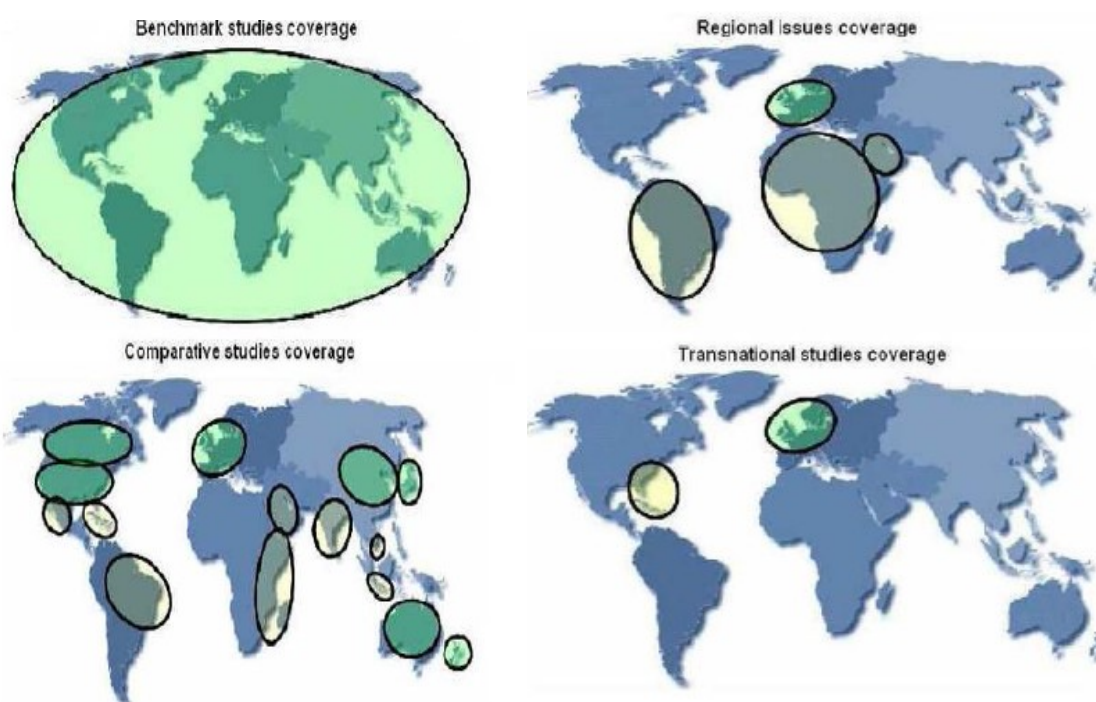 Benchmark studies coverage
Regional issues coverage
Comparative studies coverage
Transnational studies coverage